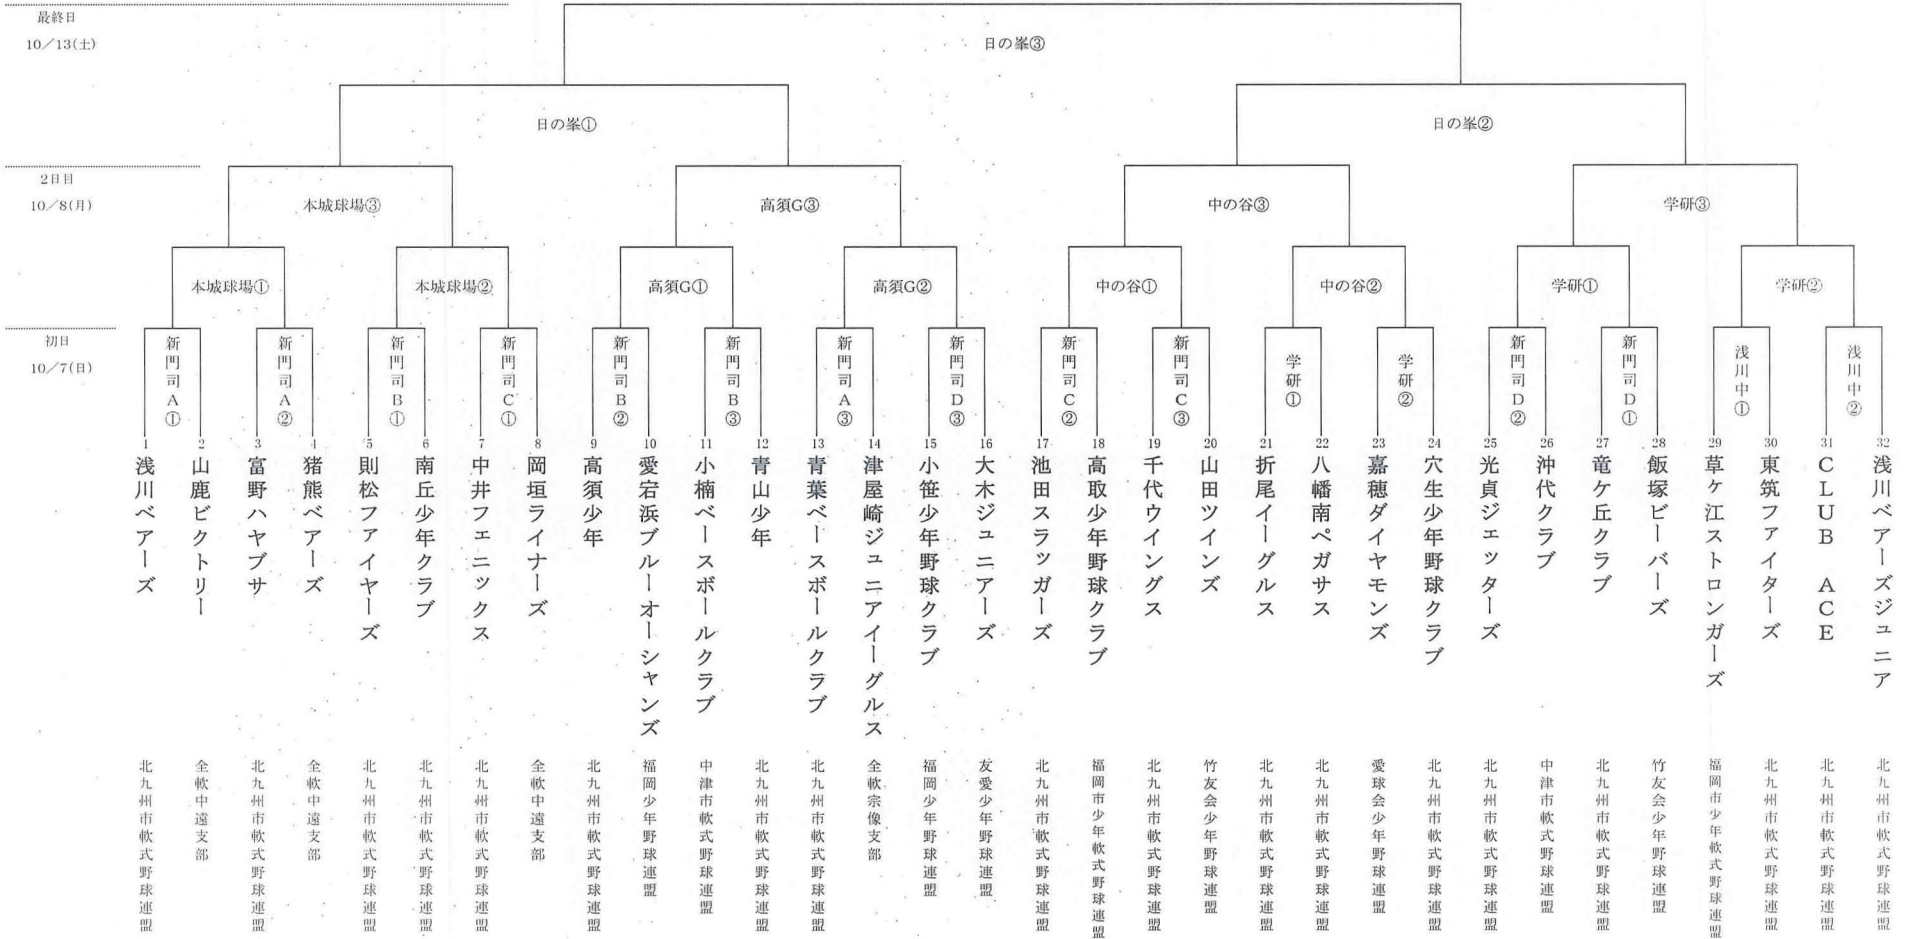 最終日
10／13(土)
日の峯③
日の峯①
日の峯②
2日目
10／8(月)
本城球場③
高須G③
中の谷③
学研③
本城球場①
本城球場②
高須G①
高須G②
中の谷①
中の谷②
学研①
学研②
初日
10／7(日)
新門司A①
新門司A②
新門司B①
新門司C①
新門司B②
新門司B③
新門司A③
新門司D③
新門司C②
新門司C③
学研①
学研②
新門司D②
新門司D①
浅川中①
浅川中②
1 浅川ベアーズ 北九州市軟式野球連盟
2 山鹿ビクトリー 全軟中遠支部
3 富野ハヤブサ 北九州市軟式野球連盟
4 猪熊ベアーズ 全軟中遠支部
5 則松ファイヤーズ 北九州市軟式野球連盟
6 南丘少年クラブ 北九州市軟式野球連盟
7 中井フェニックス 北九州市軟式野球連盟
8 岡垣ライナーズ 全軟中遠支部
9 高須少年 北九州市軟式野球連盟
10 愛宕浜ブルーオーシャンズ 福岡少年野球連盟
11 小楠ベースボールクラブ 中津市軟式野球連盟
12 青山少年 北九州市軟式野球連盟
13 青葉ベースボールクラブ 北九州市軟式野球連盟
14 津屋崎ジュニアイーグルス 全軟宗像支部
15 小笹少年野球クラブ 福岡少年野球連盟
16 大木ジュニアーズ 友愛少年野球連盟
17 池田スラッガーズ 北九州市軟式野球連盟
18 高取少年野球クラブ 福岡市少年軟式野球連盟
19 千代ウイングス 北九州市軟式野球連盟
20 山田ツインズ 竹友会少年野球連盟
21 折尾イーグルス 北九州市軟式野球連盟
22 八幡南ペガサス 北九州市軟式野球連盟
23 嘉穂ダイヤモンズ 愛球会少年野球連盟
24 穴生少年野球クラブ 北九州市軟式野球連盟
25 光貞ジェッターズ 北九州市軟式野球連盟
26 沖代クラブ 中津市軟式野球連盟
27 竜ケ丘クラブ 北九州市軟式野球連盟
28 飯塚ビーバーズ 竹友会少年野球連盟
29 草ヶ江ストロンガーズ 福岡市少年軟式野球連盟
30 東筑ファイターズ 北九州市軟式野球連盟
31 CLUB ACE 北九州市軟式野球連盟
32 浅川ベアーズジュニア 北九州市軟式野球連盟